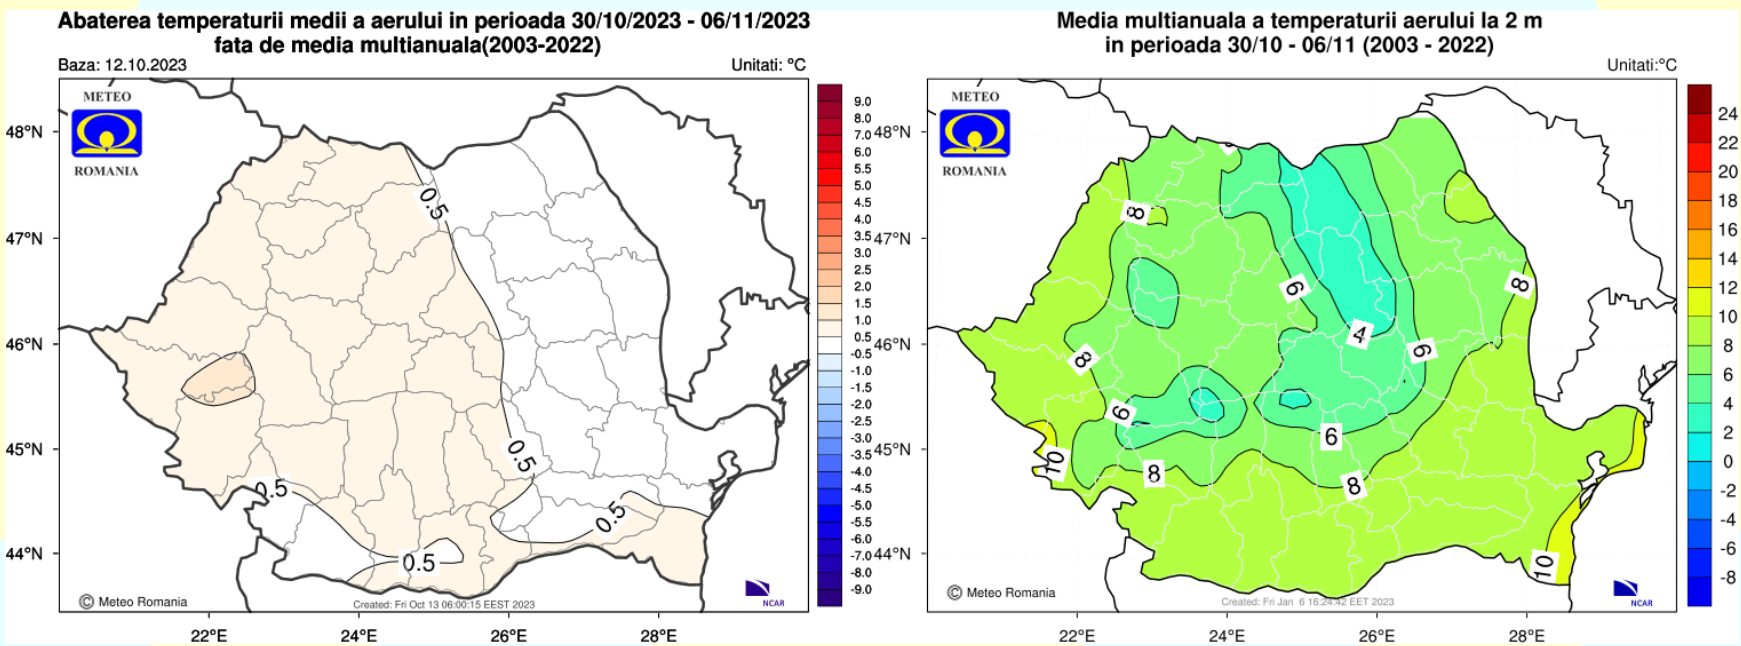 Abaterea temperaturii medii a aerului in perioada 30/10/2023 - 06/11/2023
fata de media multianuala(2003-2022)
Baza: 12.10.2023
Unitati: °C
METEO
ROMANIA
48°N
47°N
46°N
45°N
44°N
22°E
24°E
26°E
28°E
0.5
0.5
0.5
0.5
0.5
© Meteo Romania
Created: Fri Oct 13 06:00:15 EEST 2023
NCAR
9.0
8.0
7.0
6.0
5.5
5.0
4.5
4.0
3.5
3.0
2.5
2.0
1.5
1.0
0.5
-0.5
-1.0
-1.5
-2.0
-2.5
-3.0
-3.5
-4.0
-4.5
-5.0
-5.5
-6.0
-7.0
-8.0
-9.0
Media multianuala a temperaturii aerului la 2 m
in perioada 30/10 - 06/11 (2003 - 2022)
Unitati:°C
METEO
ROMANIA
48°N
47°N
46°N
45°N
44°N
22°E
24°E
26°E
28°E
8
6
8
4
6
8
6
6
10
8
8
10
© Meteo Romania
Created: Fri Jan 6 16:24:42 EET 2023
NCAR
24
22
20
18
16
14
12
10
8
6
4
2
0
-2
-4
-6
-8